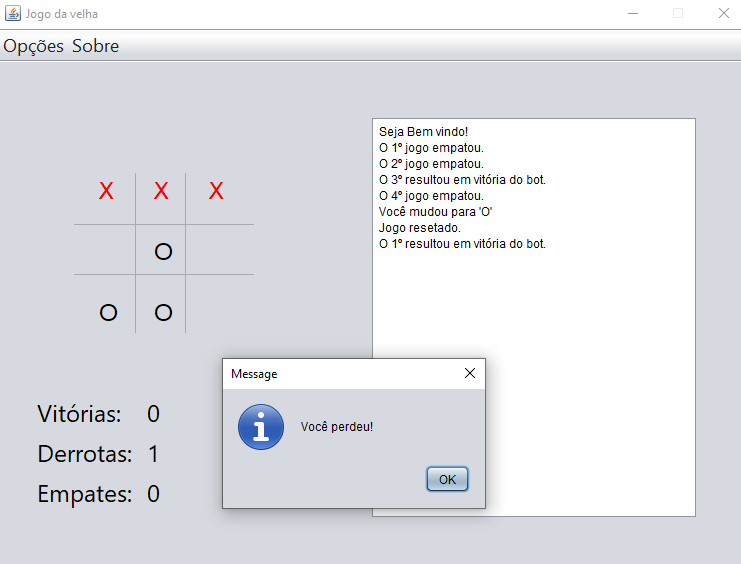 Jogo da velha
Opções Sobre
X X X
O
O O
Seja Bem vindo!
O 1º jogo empatou.
O 2º jogo empatou.
O 3º resultou em vitória do bot.
O 4º jogo empatou.
Você mudou para 'O'
Jogo resetado.
O 1º resultou em vitória do bot.
Message
Você perdeu!
OK
Vitórias: 0
Derrotas: 1
Empates: 0